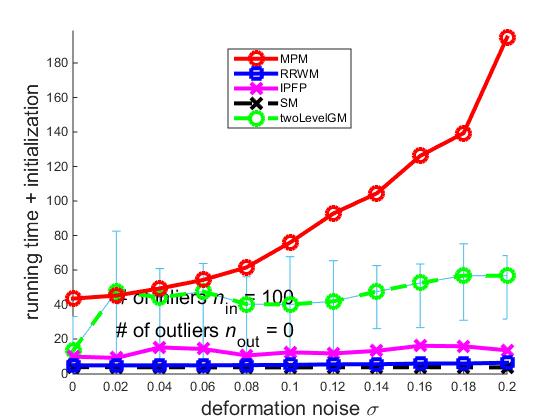 MPM
RRWM
IPFP
SM
twoLevelGM
running time + initialization
180
160
140
120
100
80
60
40
20
0
# of inliers n_in = 100
# of outliers n_out = 0
0 0.02 0.04 0.06 0.08 0.1 0.12 0.14 0.16 0.18 0.2
deformation noise σ